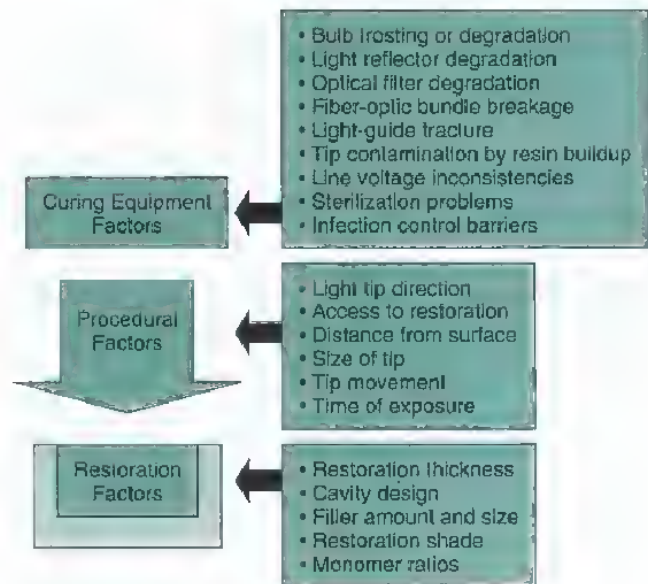 • Bulb frosting or degradation
• Light reflector degradation
• Optical filter degradation
• Fiber-optic bundle breakage
• Light-guide fracture
• Tip contamination by resin buildup
• Line voltage inconsistencies
• Sterilization problems
• Infection control barriers
Curing Equipment
Factors
• Light tip direction
• Access to restoration
• Distance from surface
• Size of tip
• Tip movement
• Time of exposure
Procedural
Factors
• Restoration thickness
• Cavity design
• Filler amount and size
• Restoration shade
• Monomer ratios
Restoration
Factors